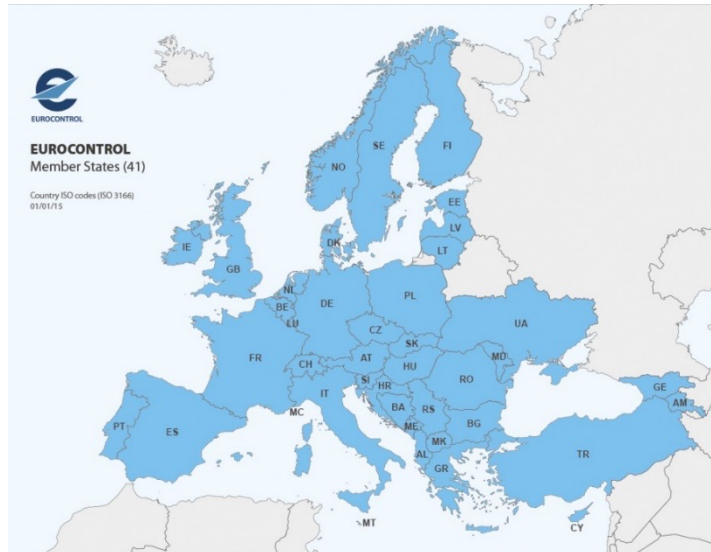 EUROCONTROL
EUROCONTROL
Member States (41)
Country ISO codes (ISO 3166)
01/01/15
NO
SE
FI
EE
LV
LT
DK
IE
GB
NL
BE
LU
DE
PL
CZ
SK
UA
FR
CH
AT
HU
MD
SI
HR
RO
IT
BA
RS
MC
ME
BG
MK
AL
GR
PT
ES
GE
AM
TR
MT
CY